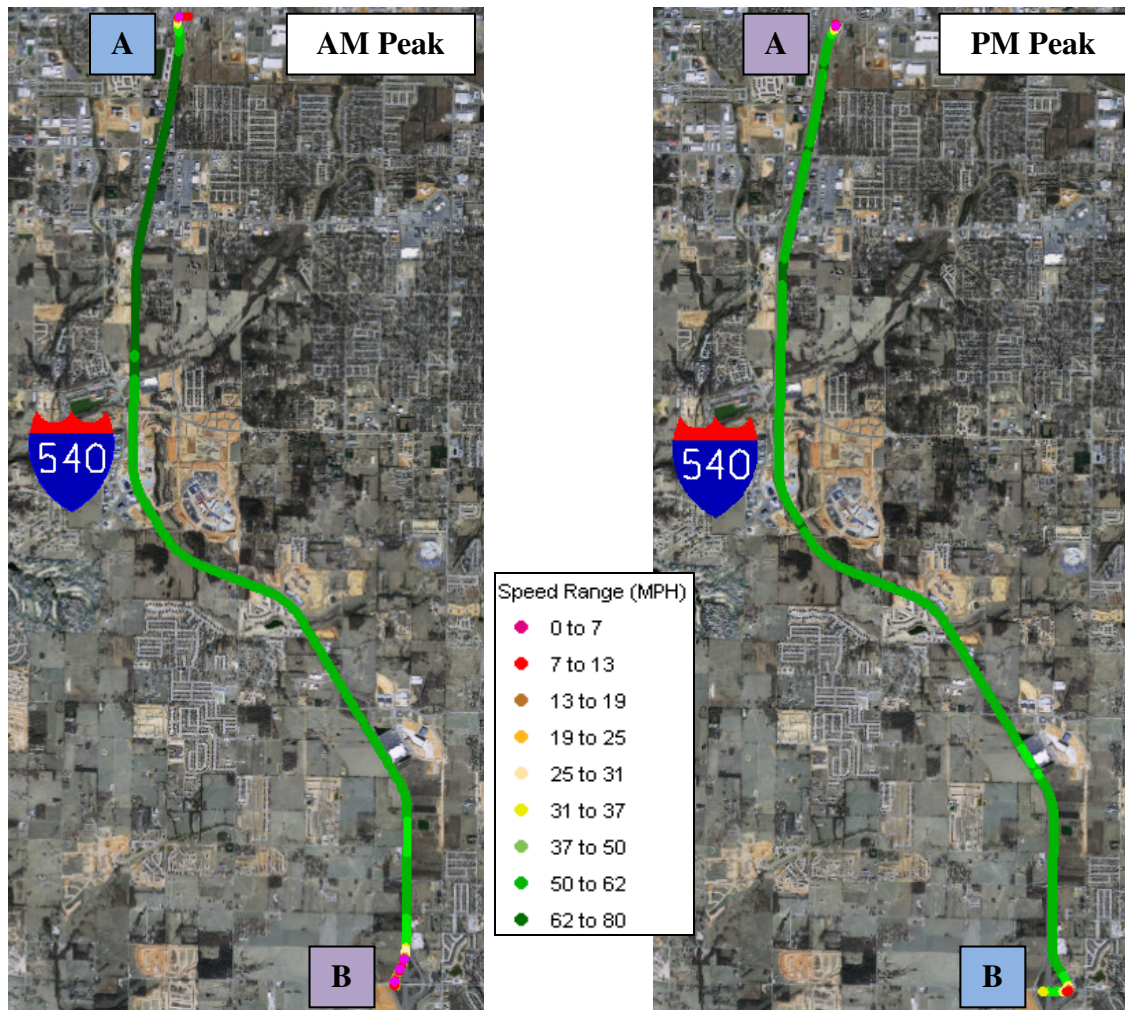 A
AM Peak
A
PM Peak
540
540
Speed Range (MPH)
0 to 7
7 to 13
13 to 19
19 to 25
25 to 31
31 to 37
37 to 50
50 to 62
62 to 80
B
B